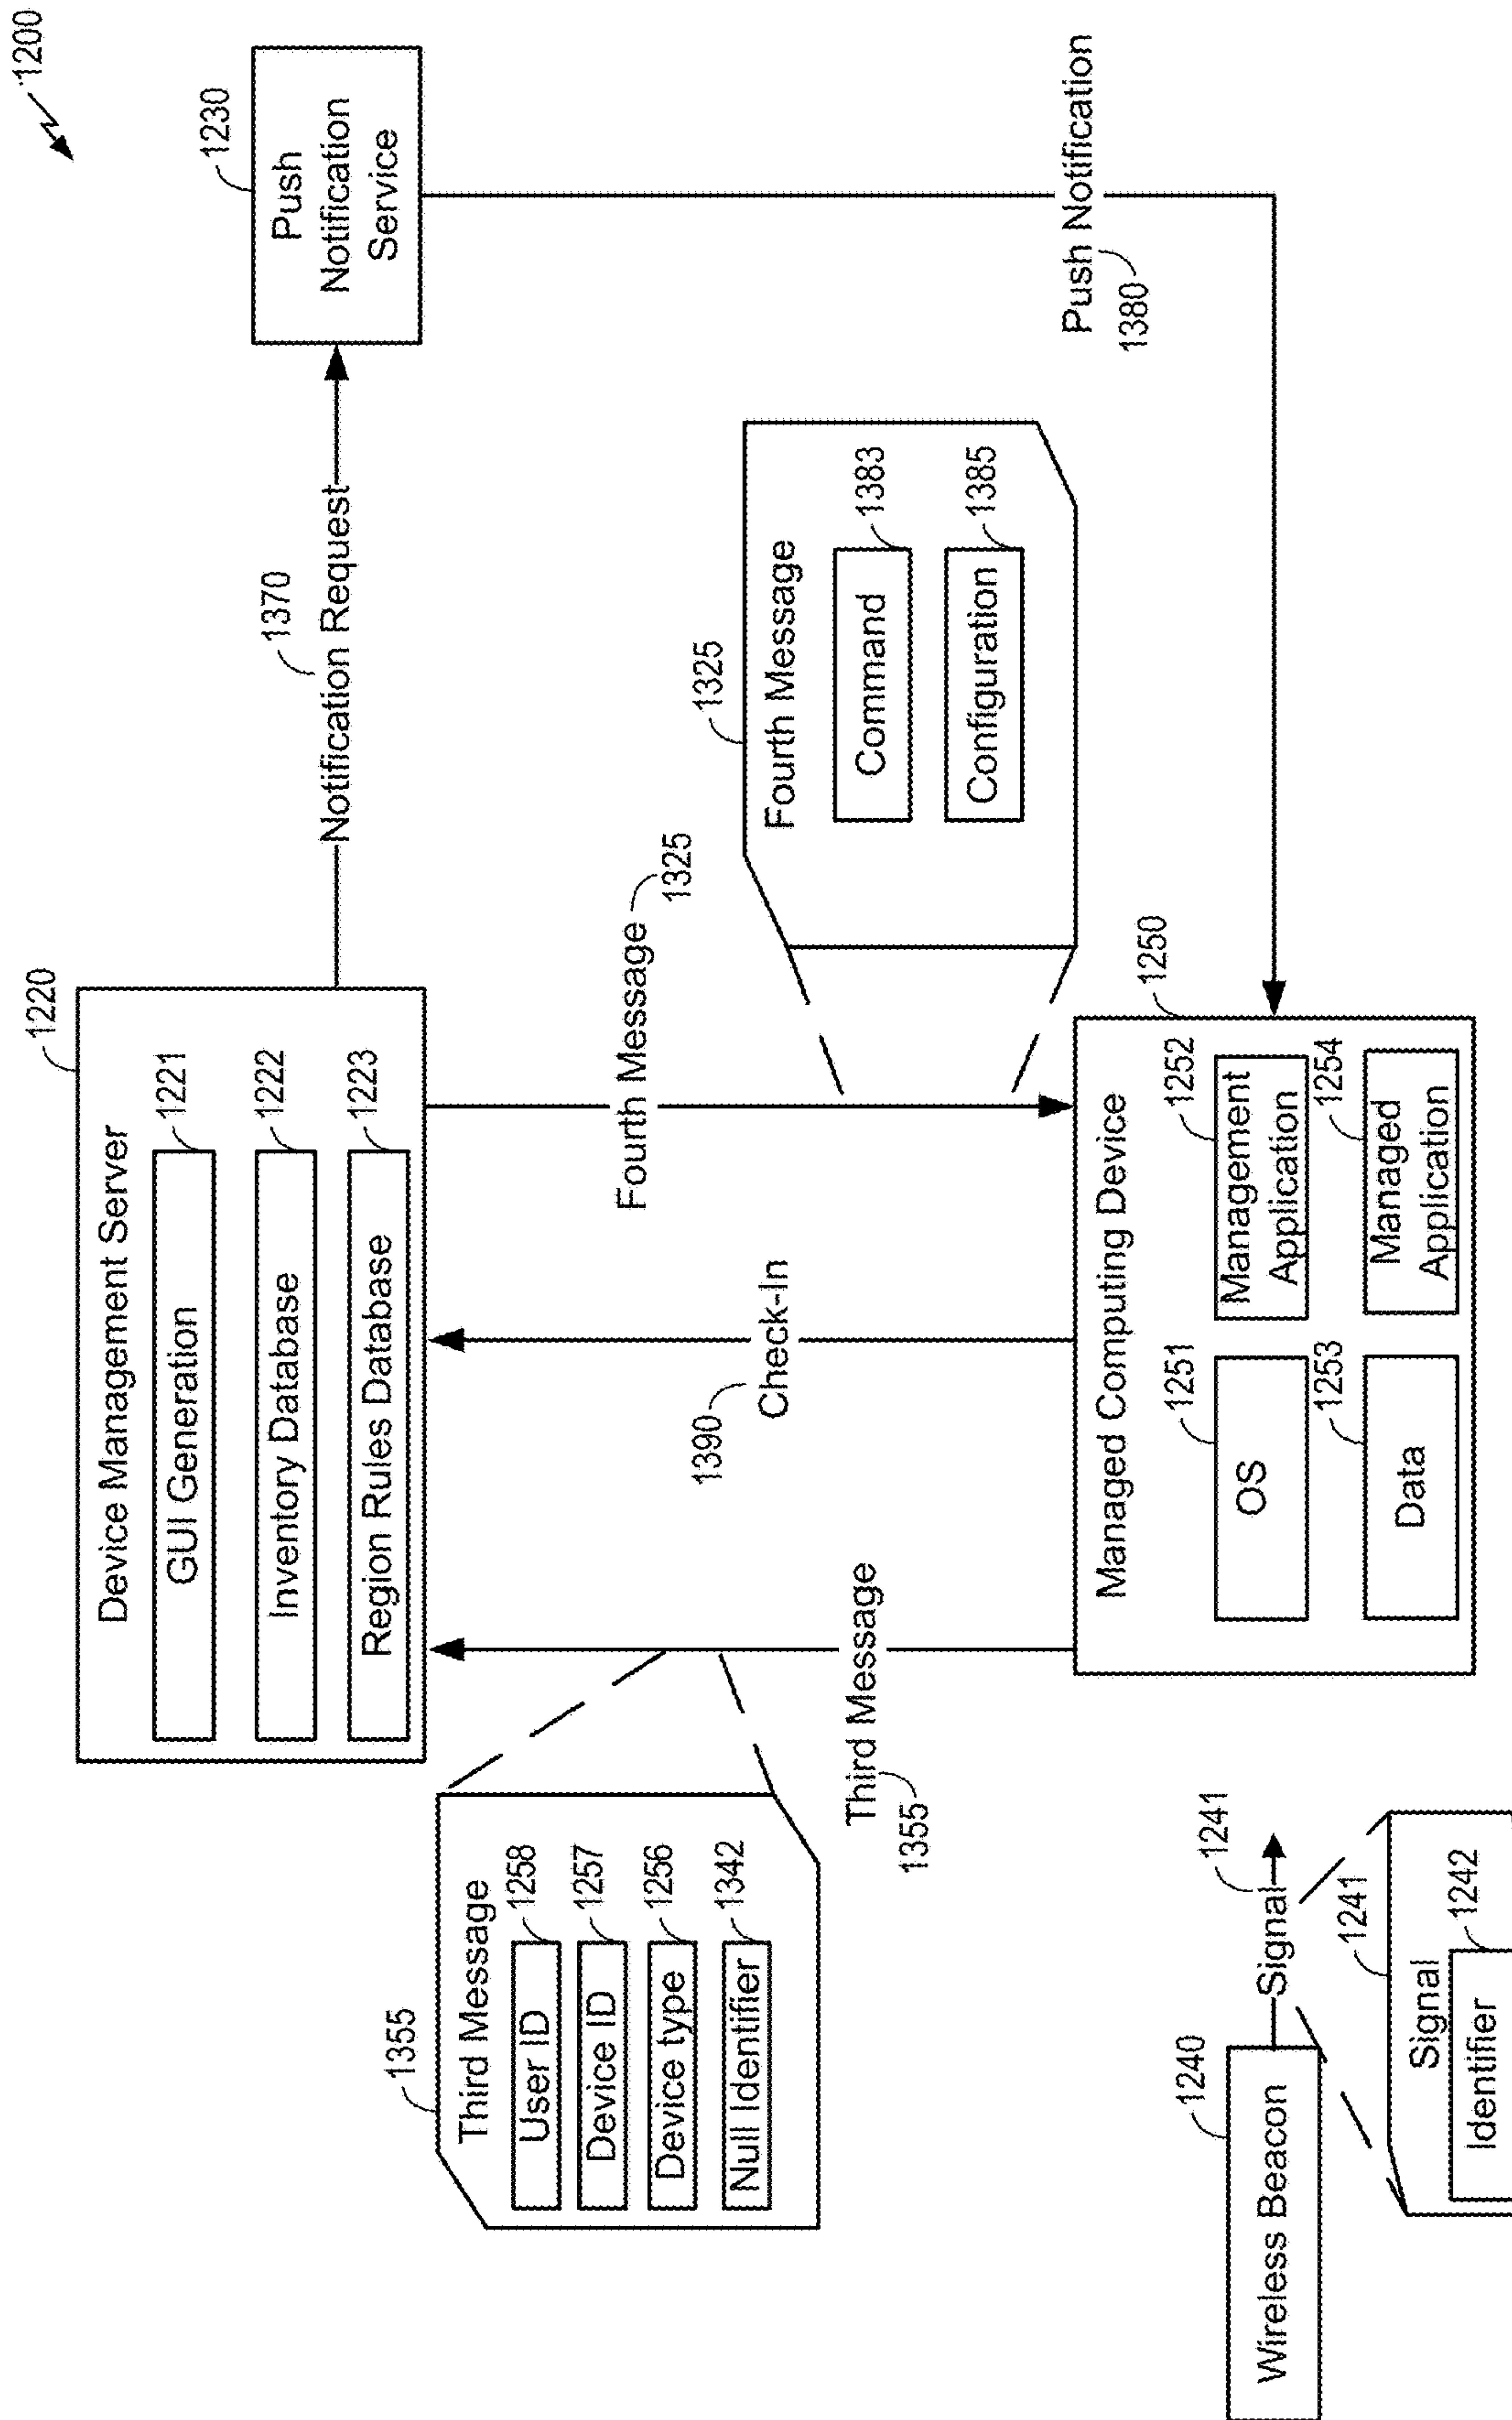 1200
1220
Device Management Server
GUI Generation
1221
Inventory Database
1222
Region Rules Database
1223
1370
Notification Request
1230
Push
Notification
Service
1355
Third Message
User ID
1258
Device ID
1257
Device type
1256
Null Identifier
1342
Third Message
1355
1390
Check-In
Fourth Message
1325
1325
Fourth Message
Command
1383
Configuration
1385
Push Notification
1380
1250
Managed Computing Device
OS
1251
Management
Application
1252
Data
1253
Managed
Application
1254
1240
Wireless Beacon
Signal
1241
1241
Signal
Identifier
1242